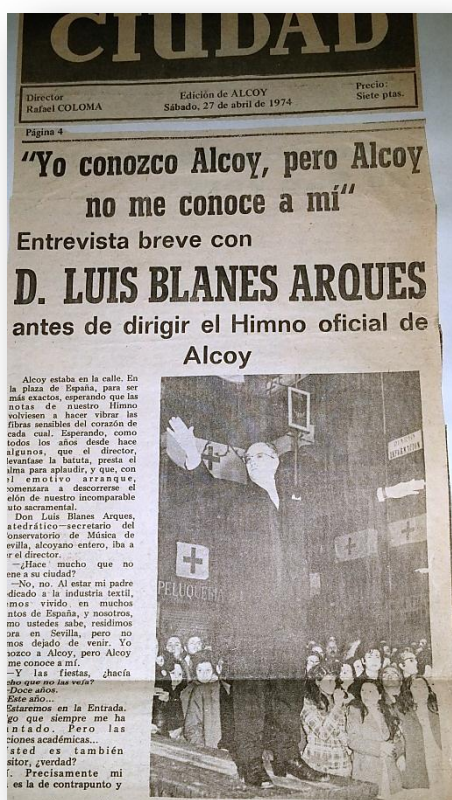 CIUDAD
Director
Rafael COLOMA
Edición de ALCOY
Sábado, 27 de abril de 1974
Precio:
Siete ptas.
Página 4
"Yo conozco Alcoy, pero Alcoy
no me conoce a mí"
Entrevista breve con
D. LUIS BLANES ARQUES
antes de dirigir el Himno oficial de
Alcoy
Alcoy estaba en la calle. En
la plaza de España, para ser
más exactos, esperando que las
notas de nuestro Himno
volviesen a hacer vibrar las
fibras sensibles del corazón de
cada cual. Esperando, como
todos los años desde hace
algunos, que el director,
levantase la batuta, presta el
alma para aplaudir, y que, con
el emotivo arranque,
comenzara a descorrerse el
telón de nuestro incomparable
auto sacramental.
Don Luis Blanes Arques,
catedrático-secretario del
Conservatorio de Música de
Sevilla, alcoyano entero, iba a
ser el director.
—¿Hace mucho que no
viene a su ciudad?
—No, no. Al estar mi padre
dedicado a la industria textil,
hemos vivido en muchos
puntos de España, y nosotros,
como ustedes sabe, residimos
ahora en Sevilla, pero no
hemos dejado de venir. Yo
conozco a Alcoy, pero Alcoy
no me conoce a mí.
—Y las fiestas, ¿hacía
mucho que no las veía?
—Doce años.
¿Este año...
Estaremos en la Entrada.
Algo que siempre me ha
encantado. Pero las
ciones académicas...
Usted es también
sitor, ¿verdad?
Precisamente mi
es la de contrapunto y
PELUQUERIA
DIARIO
INFORMACION